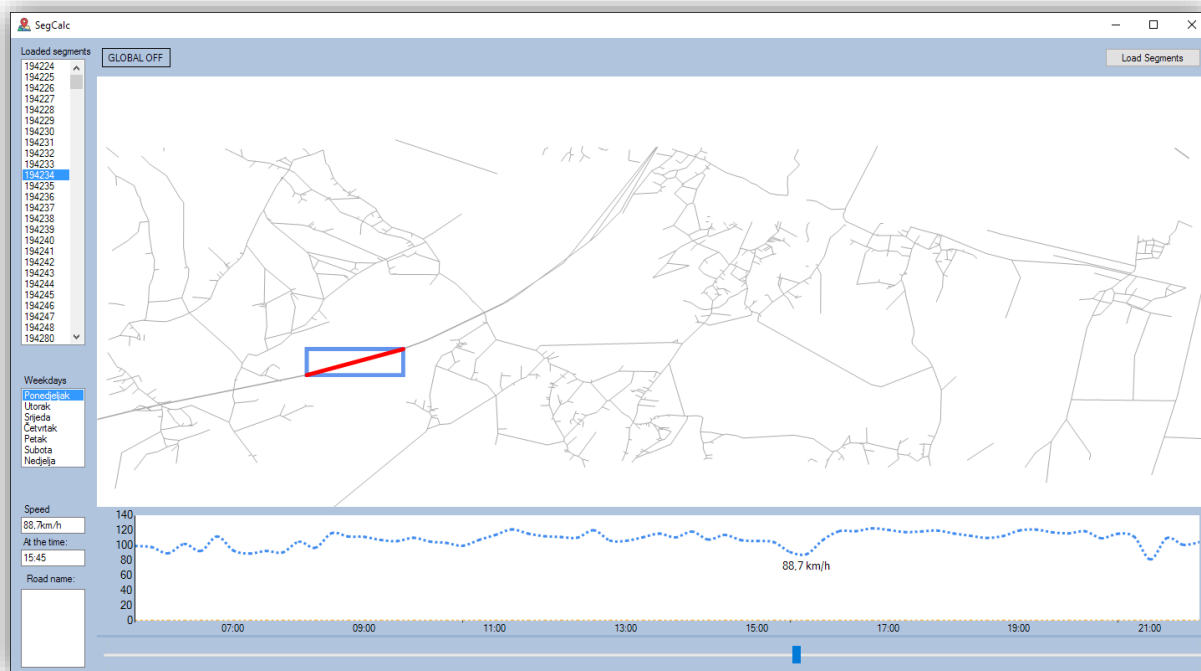 SegCalc
Loaded segments
GLOBAL OFF
Load Segments
194224
194225
194226
194227
194228
194229
194230
194231
194232
194233
194234
194235
194236
194237
194238
194239
194240
194241
194242
194243
194244
194245
194246
194247
194248
194280
Weekdays
Ponedjeljak
Utorak
Srijeda
Četvrtak
Petak
Subota
Nedjelja
Speed
88,7km/h
At the time:
15:45
Road name:
140
120
100
80
60
40
20
0
88,7 km/h
07:00 09:00 11:00 13:00 15:00 17:00 19:00 21:00